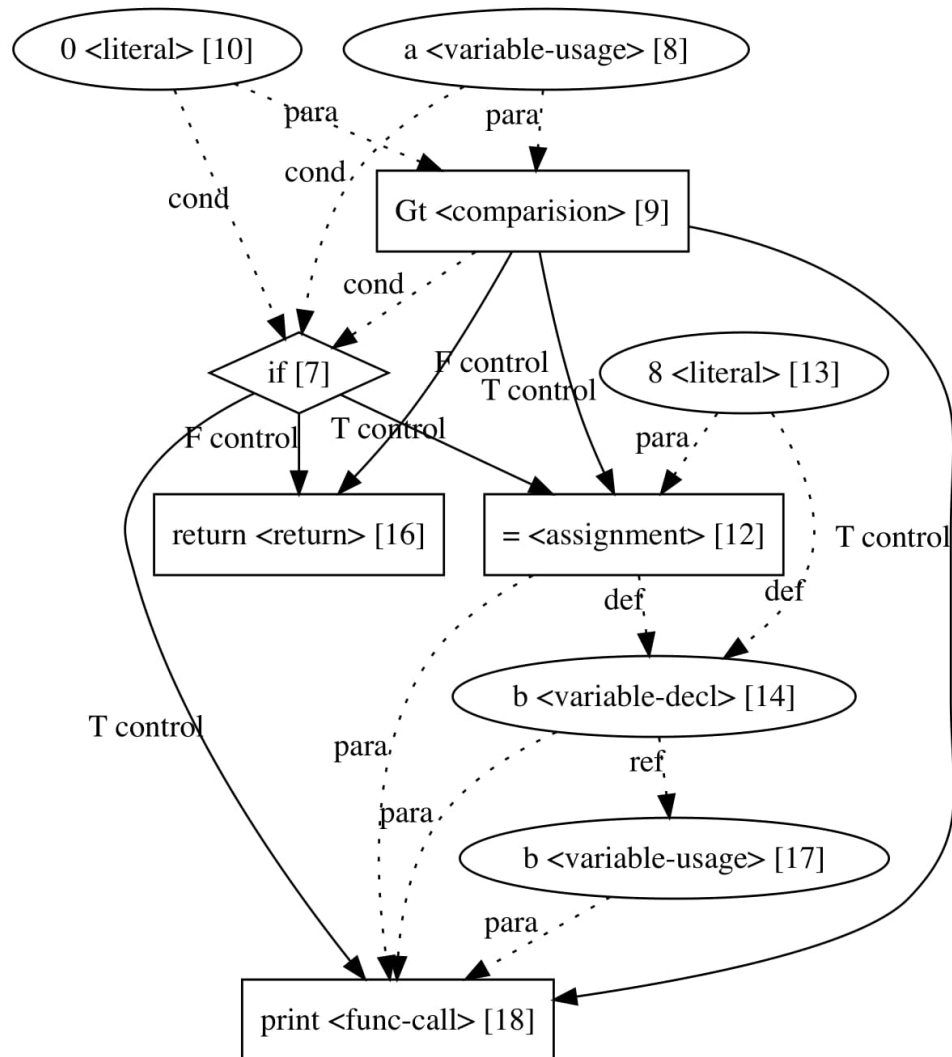 0 <literal> [10]
a <variable-usage> [8]
para
para
cond
cond
Gt <comparision> [9]
cond
if [7]
F control
T control
8 <literal> [13]
F control
T control
para
return <return> [16]
= <assignment> [12]
T control
def
def
b <variable-decl> [14]
T control
para
ref
para
b <variable-usage> [17]
para
print <func-call> [18]